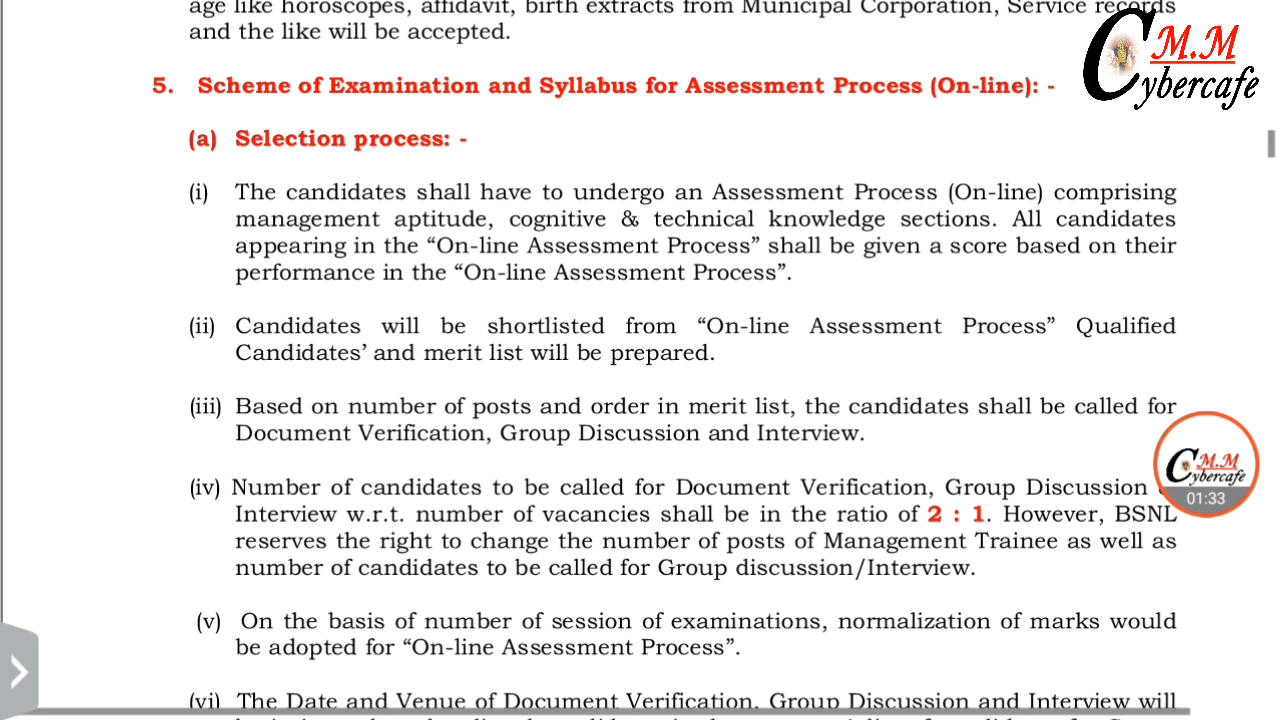 age like horoscopes, affidavit, birth extracts from Municipal Corporation, Service records
and the like will be accepted.
C M.M
ybercafe
5. Scheme of Examination and Syllabus for Assessment Process (On-line): -
(a) Selection process: -
(i) The candidates shall have to undergo an Assessment Process (On-line) comprising
management aptitude, cognitive & technical knowledge sections. All candidates
appearing in the “On-line Assessment Process” shall be given a score based on their
performance in the “On-line Assessment Process”.
(ii) Candidates will be shortlisted from “On-line Assessment Process” Qualified
Candidates’ and merit list will be prepared.
(iii) Based on number of posts and order in merit list, the candidates shall be called for
Document Verification, Group Discussion and Interview.
(iv) Number of candidates to be called for Document Verification, Group Discussion
Interview w.r.t. number of vacancies shall be in the ratio of 2 : 1. However, BSNL
reserves the right to change the number of posts of Management Trainee as well as
number of candidates to be called for Group discussion/Interview.
C M.M
ybercafe
01:33
(v) On the basis of number of session of examinations, normalization of marks would
be adopted for “On-line Assessment Process”.
(vi) The Date and Venue of Document Verification, Group Discussion and Interview will